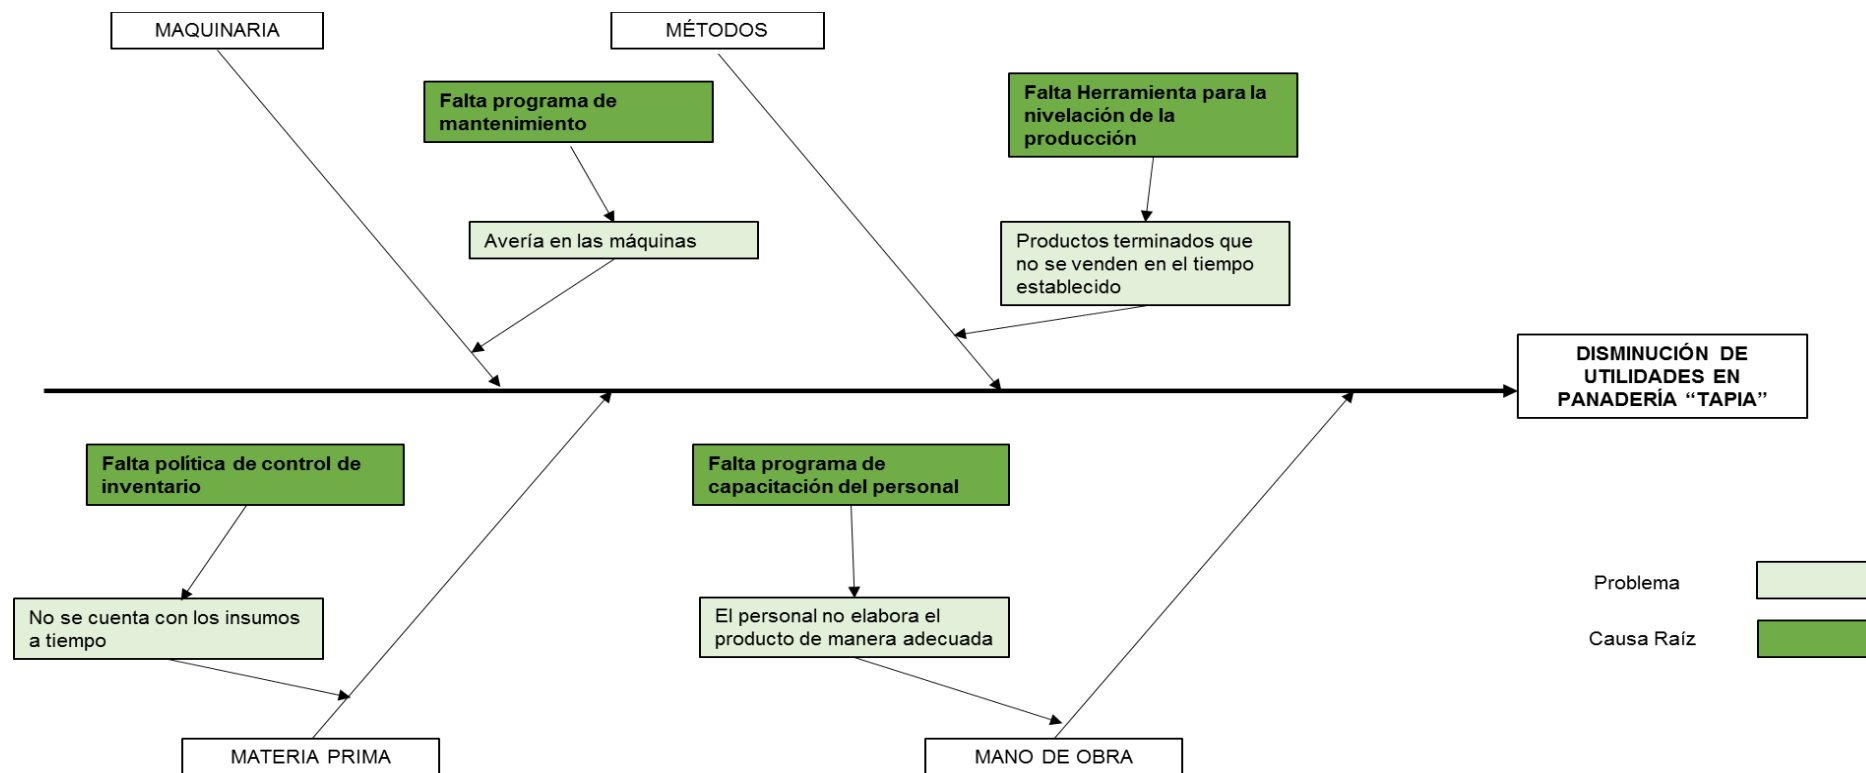 MAQUINARIA
MÉTODOS
Falta programa de
mantenimiento
Falta Herramienta para la
nivelación de la
producción
Avería en las máquinas
Productos terminados que
no se venden en el tiempo
establecido
DISMINUCIÓN DE
UTILIDADES EN
PANADERÍA “TAPIA”
Falta política de control de
inventario
Falta programa de
capacitación del personal
No se cuenta con los insumos
a tiempo
El personal no elabora el
producto de manera adecuada
Problema
Causa Raíz
MATERIA PRIMA
MANO DE OBRA